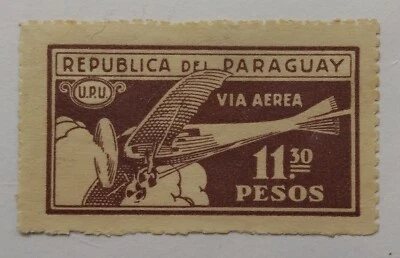 REPUBLICA DEL PARAGUAY
U.P.U.
VIA AEREA
11.30
PESOS